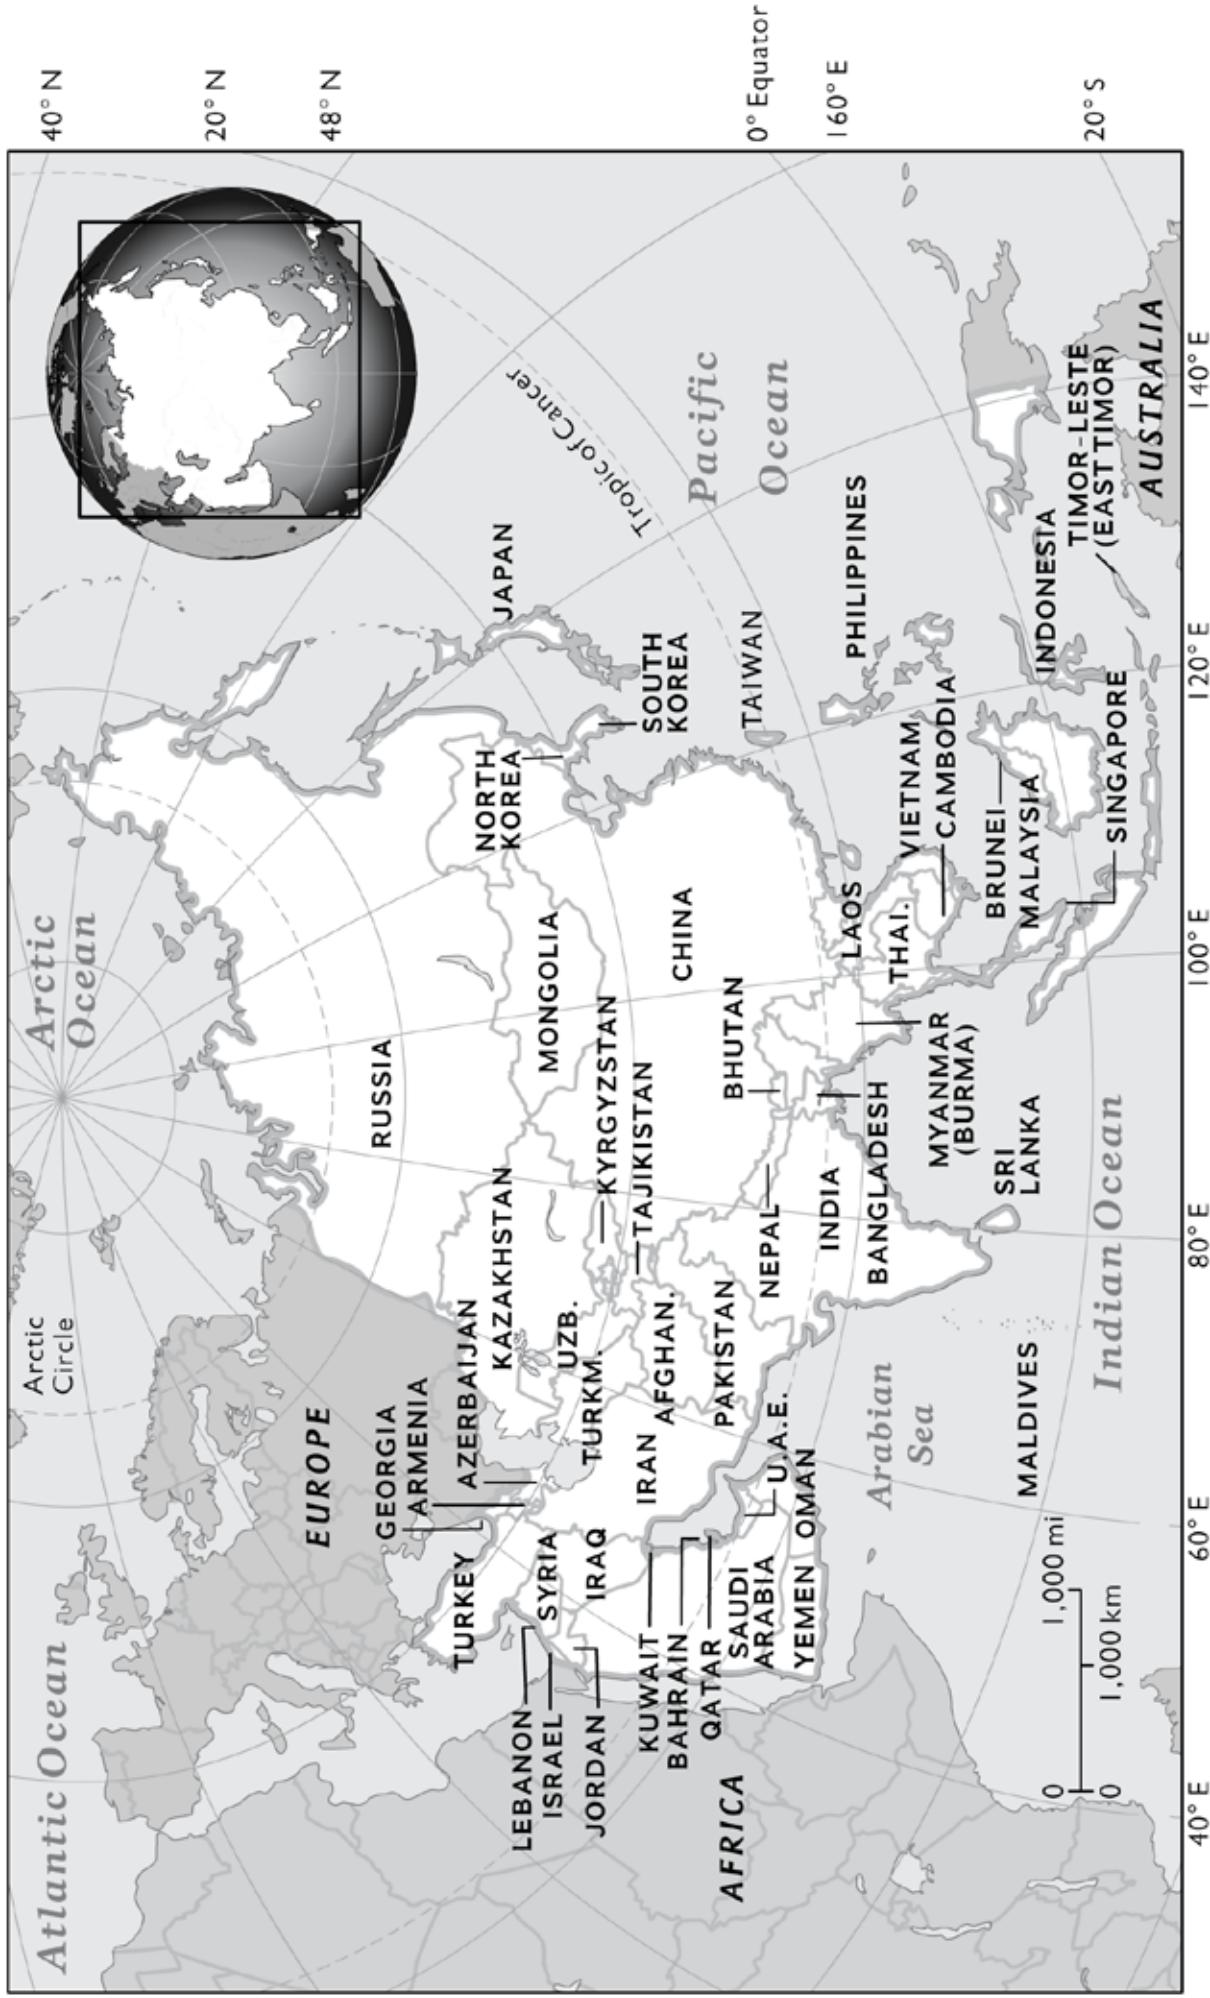 Atlantic Ocean
Arctic
Circle
Arctic
Ocean
40° N
20° N
48° N
EUROPE
RUSSIA
GEORGIA
ARMENIA
AZERBAIJAN
TURKEY
KAZAKHSTAN
NORTH
KOREA
JAPAN
Tropic of Cancer
LEBANON
ISRAEL
JORDAN
SYRIA
IRAQ
UZB.
TURKM.
KYRGYZSTAN
TAJIKISTAN
MONGOLIA
SOUTH
KOREA
KUWAIT
BAHRAIN
QATAR
IRAN
AFGHAN.
PAKISTAN
CHINA
Pacific
Ocean
AFRICA
SAUDI
ARABIA
U.A.E.
YEMEN
OMAN
NEPAL
BHUTAN
TAIWAN
0° Equator
160° E
INDIA
BANGLADESH
LAOS
THAI.
VIETNAM
CAMBODIA
PHILIPPINES
Arabian
Sea
MYANMAR
(BURMA)
SRI
LANKA
MALDIVES
BRUNEI
MALAYSIA
INDONESIA
TIMOR-LESTE
(EAST TIMOR)
SINGAPORE
AUSTRALIA
Indian Ocean
20° S
0 1,000 mi
0 1,000 km
40° E
60° E
80° E
100° E
120° E
140° E